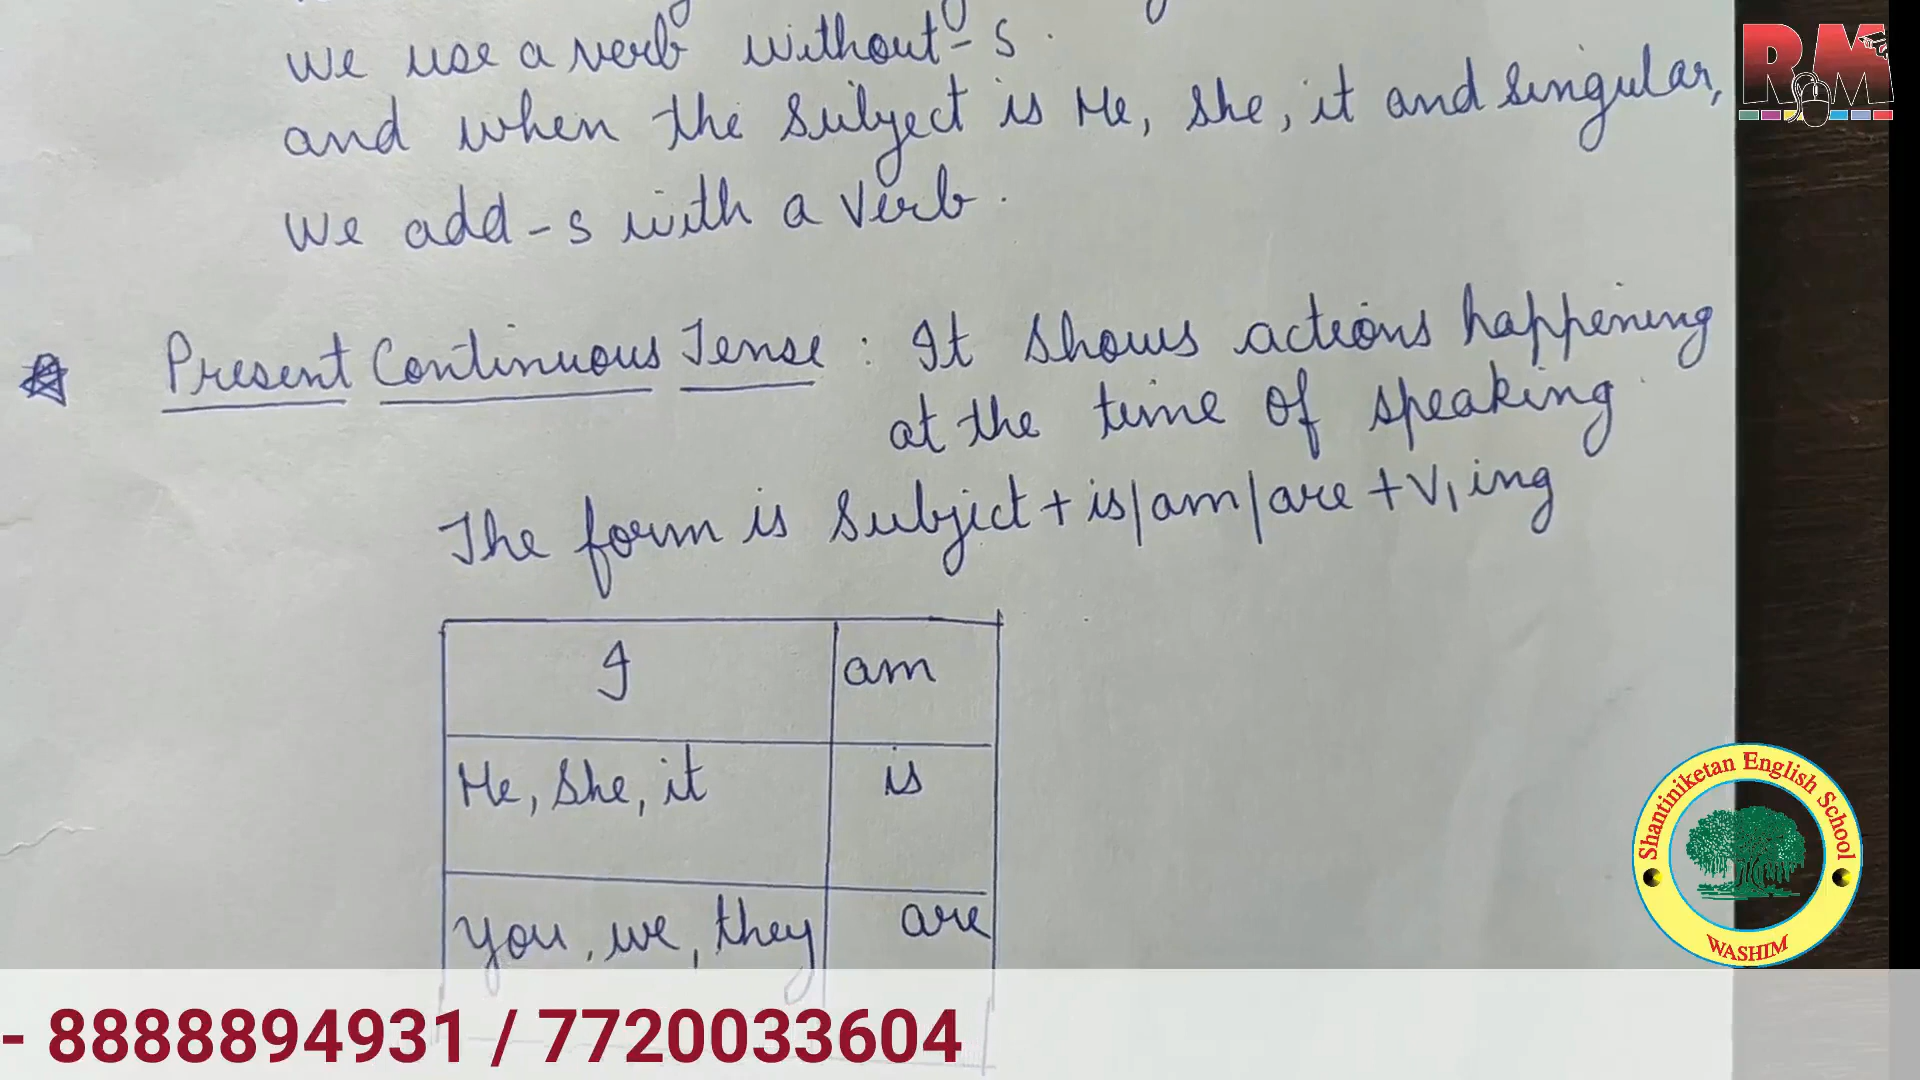 we use a verb without - s.
and when the subject is He, she, it and singular,
we add - s with a verb.
Present Continuous Tense : It shows actions happening
at the time of speaking
The form is Subject + is/am/are + V1 ing
I am
He, She, it is
You, we, they are
RM
Shantiniketan English School
WASHIM
- 8888894931 / 7720033604